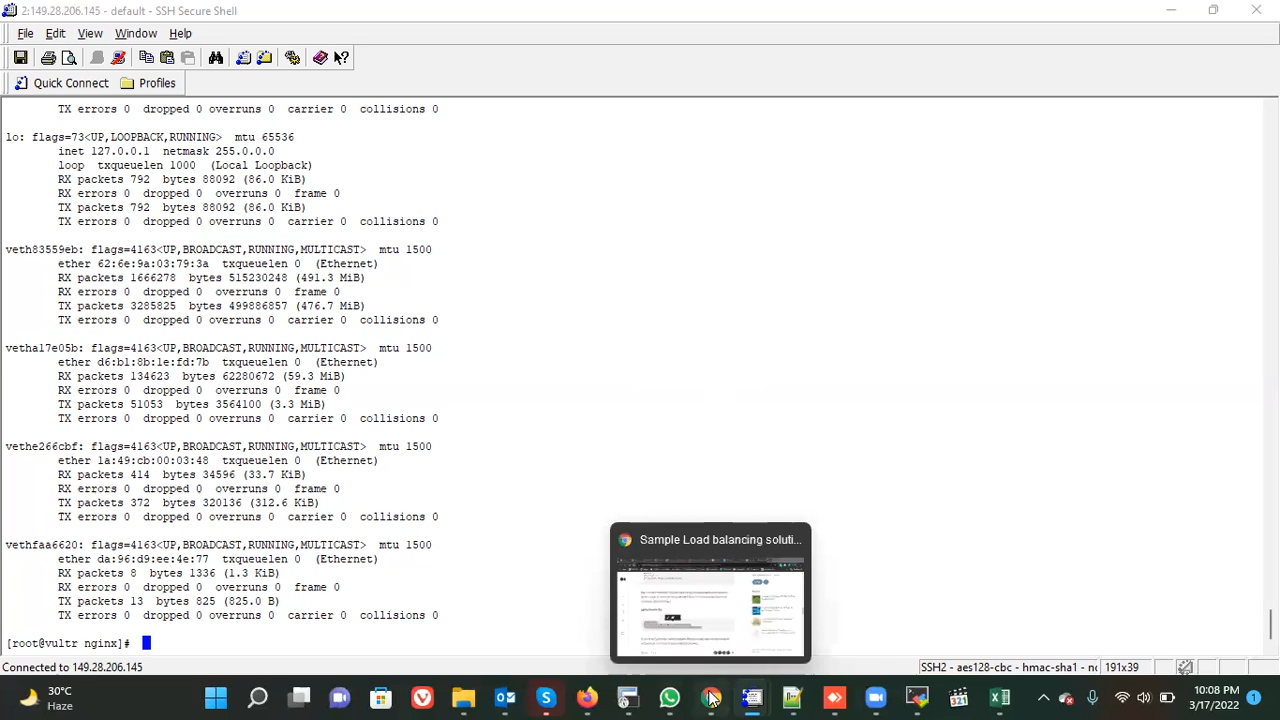 2:149.28.206.145 - default - SSH Secure Shell
File Edit View Window Help
Quick Connect Profiles
TX errors 0 dropped 0 overruns 0 carrier 0 collisions 0
lo: flags=73<UP,LOOPBACK,RUNNING> mtu 65536
inet 127.0.0.1 netmask 255.0.0.0
loop txqueuelen 1000 (Local Loopback)
RX packets 792 bytes 88092 (86.0 KiB)
RX errors 0 dropped 0 overruns 0 frame 0
TX packets 792 bytes 88092 (86.0 KiB)
TX errors 0 dropped 0 overruns 0 carrier 0 collisions 0
veth83559eb: flags=4163<UP,BROADCAST,RUNNING,MULTICAST> mtu 1500
ether 62:6e:9a:03:79:3a txqueuelen 0 (Ethernet)
RX packets 1666278 bytes 515230248 (491.3 MiB)
RX errors 0 dropped 0 overruns 0 frame 0
TX packets 3285825 bytes 499886857 (476.7 MiB)
TX errors 0 dropped 0 overruns 0 carrier 0 collisions 0
vetha17e05b: flags=4163<UP,BROADCAST,RUNNING,MULTICAST> mtu 1500
ether d6:b1:8b:1e:fd:7b txqueuelen 0 (Ethernet)
RX packets 134623 bytes 62280672 (59.3 MiB)
RX errors 0 dropped 0 overruns 0 frame 0
TX packets 51053 bytes 3564100 (3.3 MiB)
TX errors 0 dropped 0 overruns 0 carrier 0 collisions 0
vethe266cbf: flags=4163<UP,BROADCAST,RUNNING,MULTICAST> mtu 1500
ether 1a:49:cb:00:03:48 txqueuelen 0 (Ethernet)
RX packets 414 bytes 34596 (33.7 KiB)
RX errors 0 dropped 0 overruns 0 frame 0
TX packets 372 bytes 320136 (312.6 KiB)
TX errors 0 dropped 0 overruns 0 carrier 0 collisions 0
Sample Load balancing soluti...
vethfaa6620: flags=4163<UP,BROADCAST,RUNNING,MULTICAST> mtu 1500
ether da:96:d9:ee:4e:77 txqueuelen 0 (Ethernet)
RX packets 8 bytes 1336 (1.3 KiB)
RX errors 0 dropped 0 overruns 0 frame 0
TX packets 13 bytes 825 (825.0 B)
TX errors 0 dropped 0 overruns 0 carrier 0 collisions 0
[root@vultr nginx]#
Connected to 149.28.206.145
SSH2 - aes128-cbc - hmac-sha1 - nc 191x39
30°C
Haze
10:08 PM
3/17/2022
1